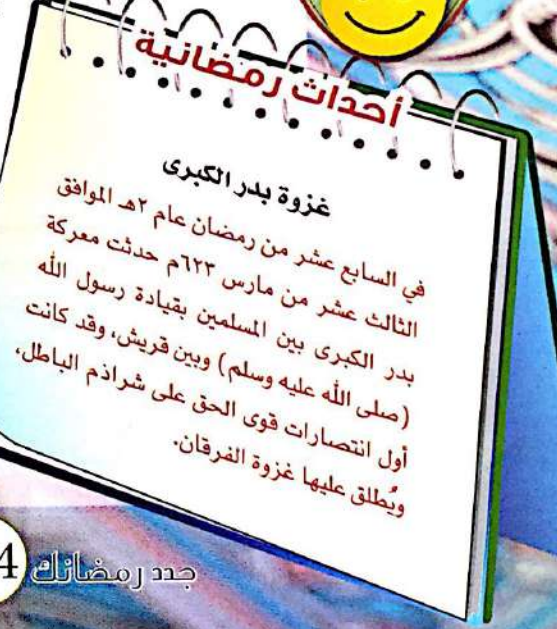 أحداث رمضانية
غزوة بدر الكبرى
في السابع عشر من رمضان عام ٢هـ الموافق
الثالث عشر من مارس ٦٢٣م حدثت معركة
بدر الكبرى بين المسلمين بقيادة رسول الله
(صلى الله عليه وسلم) وبين قريش، وقد كانت
أول انتصارات قوى الحق على شراذم الباطل،
ويُطلق عليها غزوة الفرقان.
جدد رمضانك 4